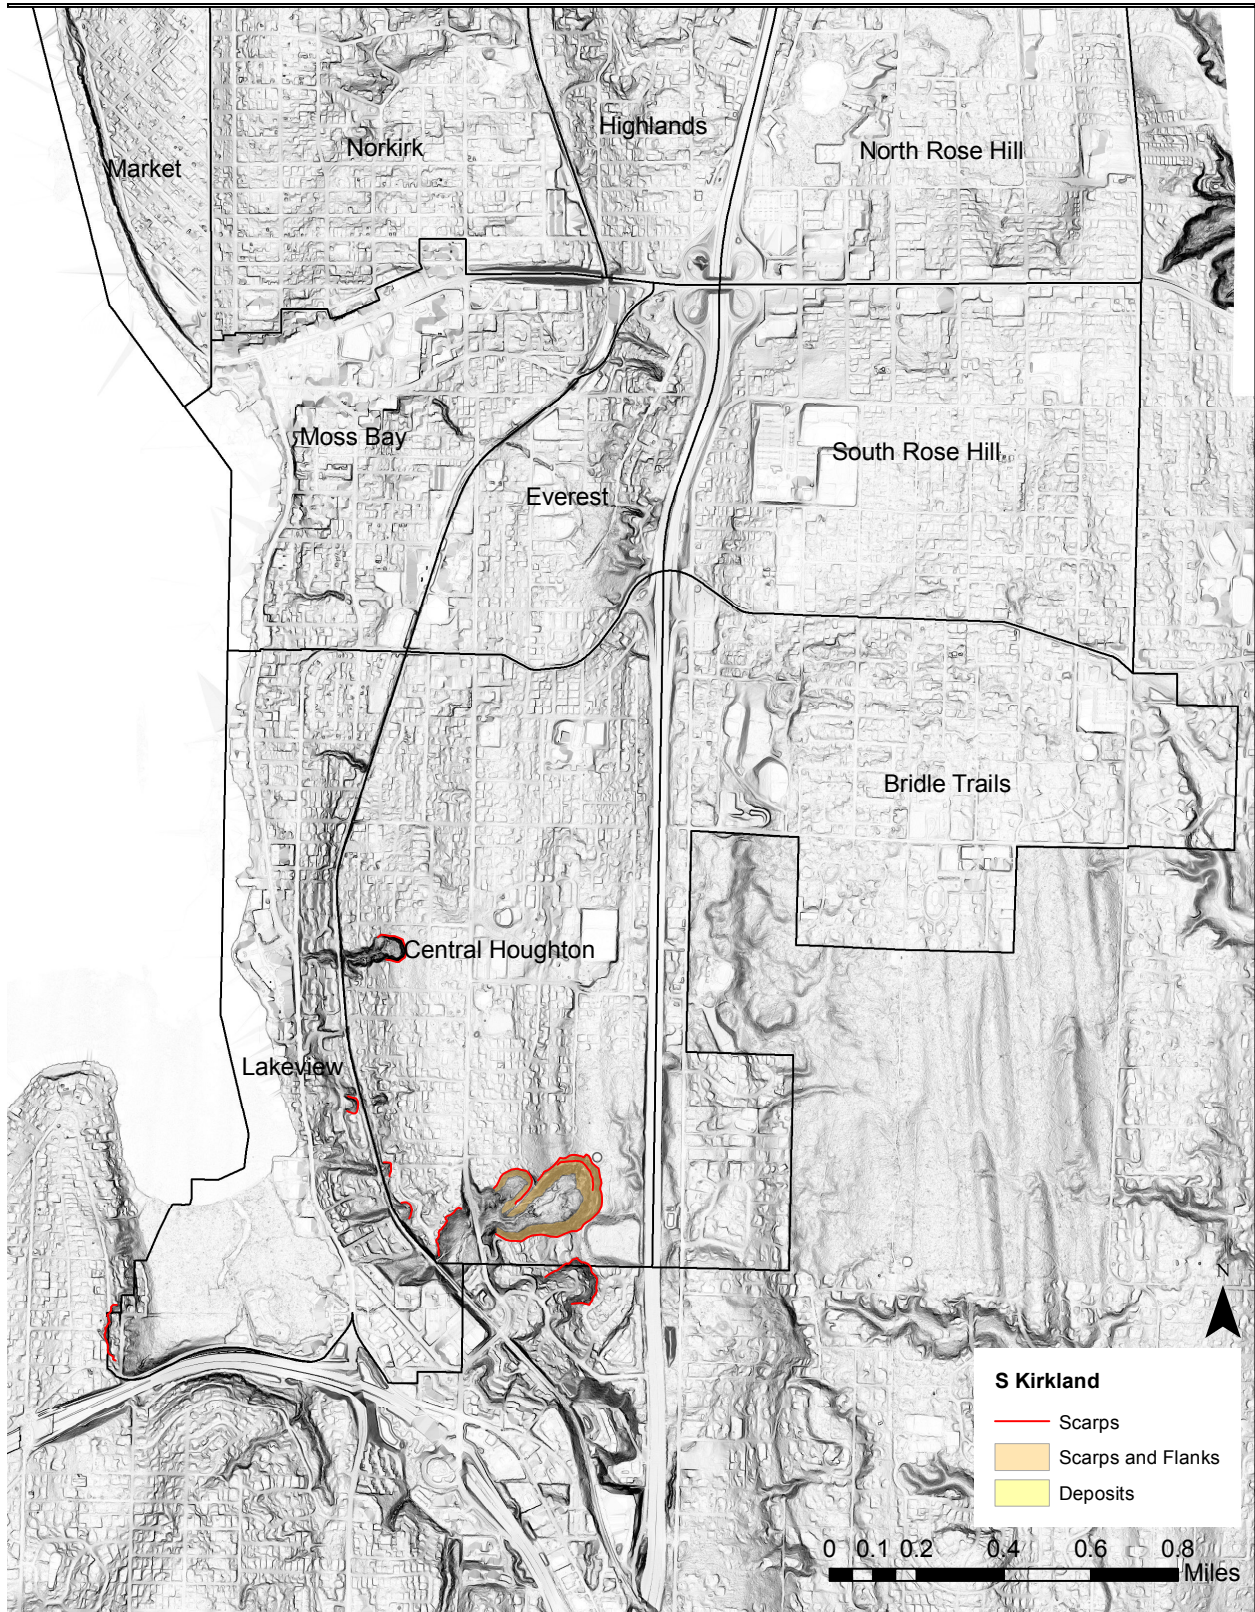 Highlands
Norkirk
North Rose Hill
Market
Moss Bay
South Rose Hill
Everest
Bridle Trails
Central Houghton
Lakeview
N
S Kirkland
Scarps
Scarps and Flanks
Deposits
0 0.1 0.2 0.4 0.6 0.8
Miles